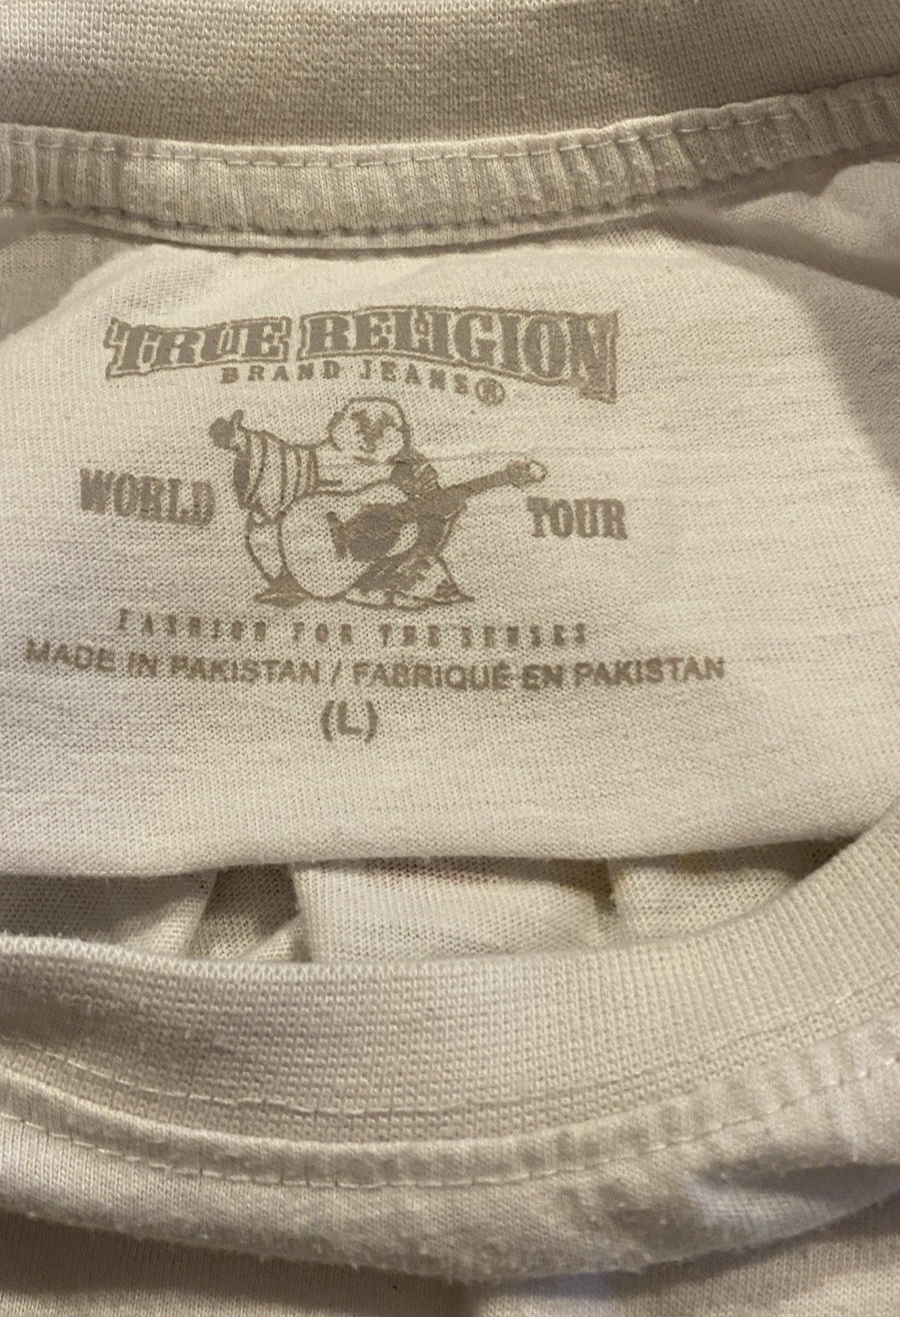 TRUE RELIGION
BRAND JEANS®
WORLD TOUR
FASHION FOR THE SENSES
MADE IN PAKISTAN / FABRIQUÉ EN PAKISTAN
(L)